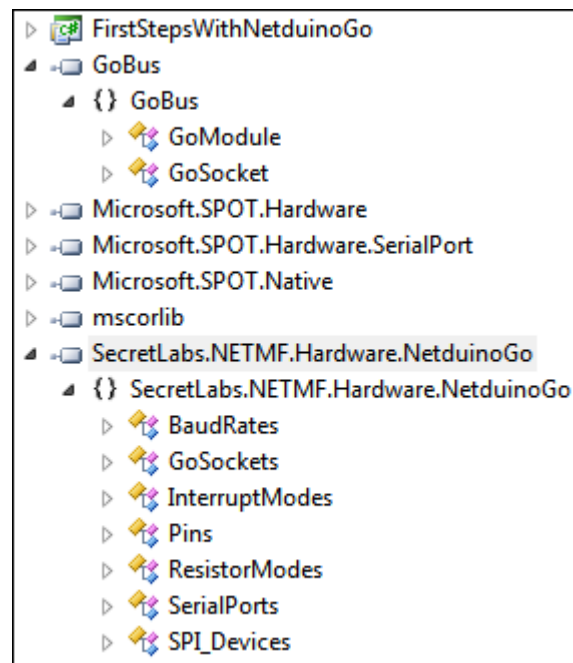 FirstStepsWithNetduinoGo
GoBus
{} GoBus
GoModule
GoSocket
Microsoft.SPOT.Hardware
Microsoft.SPOT.Hardware.SerialPort
Microsoft.SPOT.Native
mscorlib
SecretLabs.NETMF.Hardware.NetduinoGo
{} SecretLabs.NETMF.Hardware.NetduinoGo
BaudRates
GoSockets
InterruptModes
Pins
ResistorModes
SerialPorts
SPI_Devices